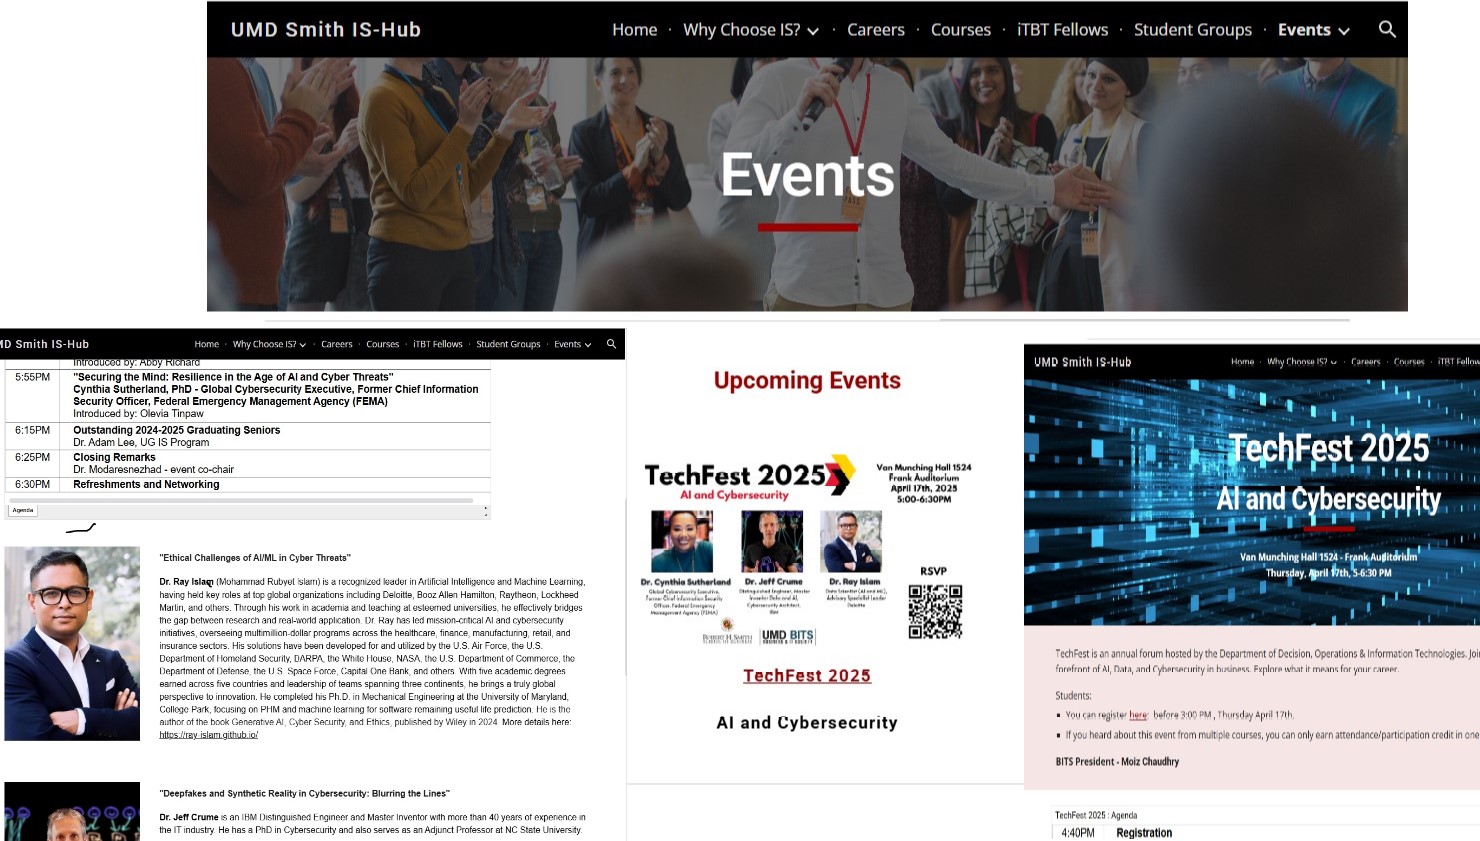 UMD Smith IS-Hub
Home · Why Choose IS? · Careers · Courses · iTBT Fellows · Student Groups · Events
Events
MD Smith IS-Hub
Home · Why Choose IS? · Careers · Courses · iTBT Fellows · Student Groups · Events
Introduced by: Abby Richard
5:55PM "Securing the Mind: Resilience in the Age of AI and Cyber Threats"
Cynthia Sutherland, PhD - Global Cybersecurity Executive, Former Chief Information
Security Officer, Federal Emergency Management Agency (FEMA)
Introduced by: Olevia Tinpaw
6:15PM Outstanding 2024-2025 Graduating Seniors
Dr. Adam Lee, UG IS Program
6:25PM Closing Remarks
Dr. Modaresnezhad - event co-chair
6:30PM Refreshments and Networking
Agenda
"Ethical Challenges of AI/ML in Cyber Threats"
Dr. Ray Islam (Mohammad Rubyet Islam) is a recognized leader in Artificial Intelligence and Machine Learning,
having held key roles at top global organizations including Deloitte, Booz Allen Hamilton, Raytheon, Lockheed
Martin, and others. Through his work in academia and teaching at esteemed universities, he effectively bridges
the gap between research and real-world application. Dr. Ray has led mission-critical AI and cybersecurity
initiatives, overseeing multimillion-dollar programs across the healthcare, finance, manufacturing, retail, and
insurance sectors. His solutions have been developed for and utilized by the U.S. Air Force, the U.S.
Department of Homeland Security, DARPA, the White House, NASA, the U.S. Department of Commerce, the
Department of Defense, the U.S. Space Force, Capital One Bank, and others. With five academic degrees
earned across five countries and leadership of teams spanning three continents, he brings a truly global
perspective to innovation. He completed his Ph.D. in Mechanical Engineering at the University of Maryland,
College Park, focusing on PHM and machine learning for software remaining useful life prediction. He is the
author of the book Generative AI, Cyber Security, and Ethics, published by Wiley in 2024. More details here:
https://ray-islam.github.io/
"Deepfakes and Synthetic Reality in Cybersecurity: Blurring the Lines"
Dr. Jeff Crume is an IBM Distinguished Engineer and Master Inventor with more than 40 years of experience in
the IT industry. He has a PhD in Cybersecurity and also serves as an Adjunct Professor at NC State University.
Upcoming Events
TechFest 2025
AI and Cybersecurity
Van Munching Hall 1524
Frank Auditorium
April 17th, 2025
5:00-6:30PM
Dr. Cynthia Sutherland
Global Cybersecurity Executive,
Former Chief Information Security
Officer, Federal Emergency
Management Agency (FEMA)
Dr. Jeff Crume
Distinguished Engineer, Master
Inventor Data and AI,
Cybersecurity Architect,
IBM
Dr. Ray Islam
Data Scientist (AI and ML),
Advisory Specialist Leader
Deloitte
RSVP
ROBERT H. SMITH
SCHOOL OF BUSINESS
UMD BITS
BUSINESS & IT SOCIETY
TechFest 2025
AI and Cybersecurity
UMD Smith IS-Hub
Home · Why Choose IS? · Careers · Courses · iTBT Fellow
TechFest 2025
AI and Cybersecurity
Van Munching Hall 1524 - Frank Auditorium
Thursday, April 17th, 5-6:30 PM
TechFest is an annual forum hosted by the Department of Decision, Operations & Information Technologies. Joi
forefront of AI, Data, and Cybersecurity in business. Explore what it means for your career.
Students:
You can register here: before 3:00 PM , Thursday April 17th.
If you heard about this event from multiple courses, you can only earn attendance/participation credit in one
BITS President - Moiz Chaudhry
TechFest 2025 : Agenda
4:40PM Registration